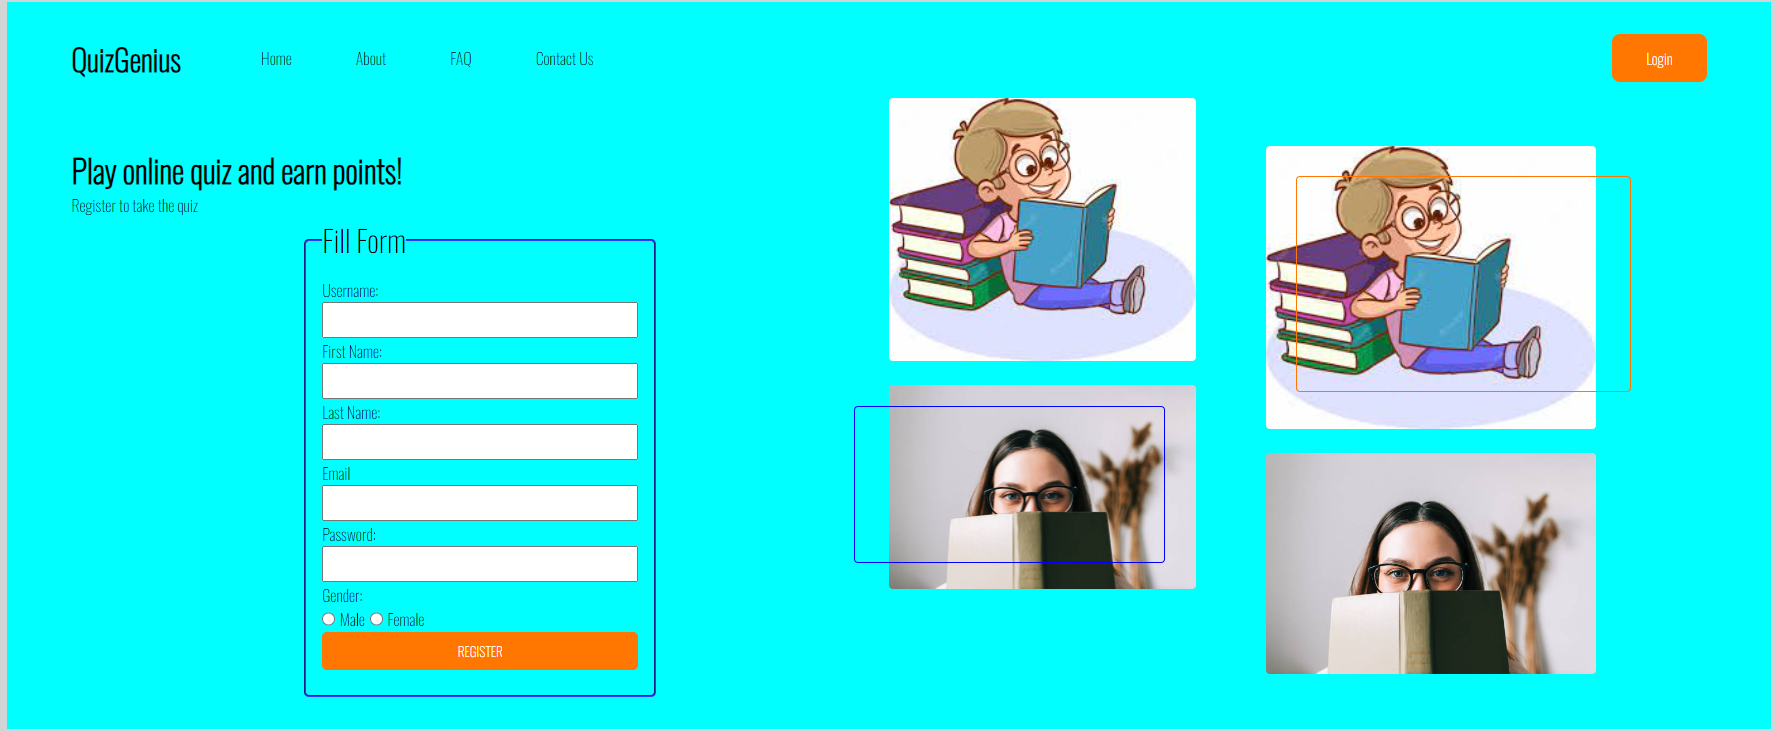 QuizGenius
Home
About
FAQ
Contact Us
Login
Play online quiz and earn points!
Register to take the quiz
Fill Form
Username:
First Name:
Last Name:
Email
Password:
Gender:
Male Female
REGISTER